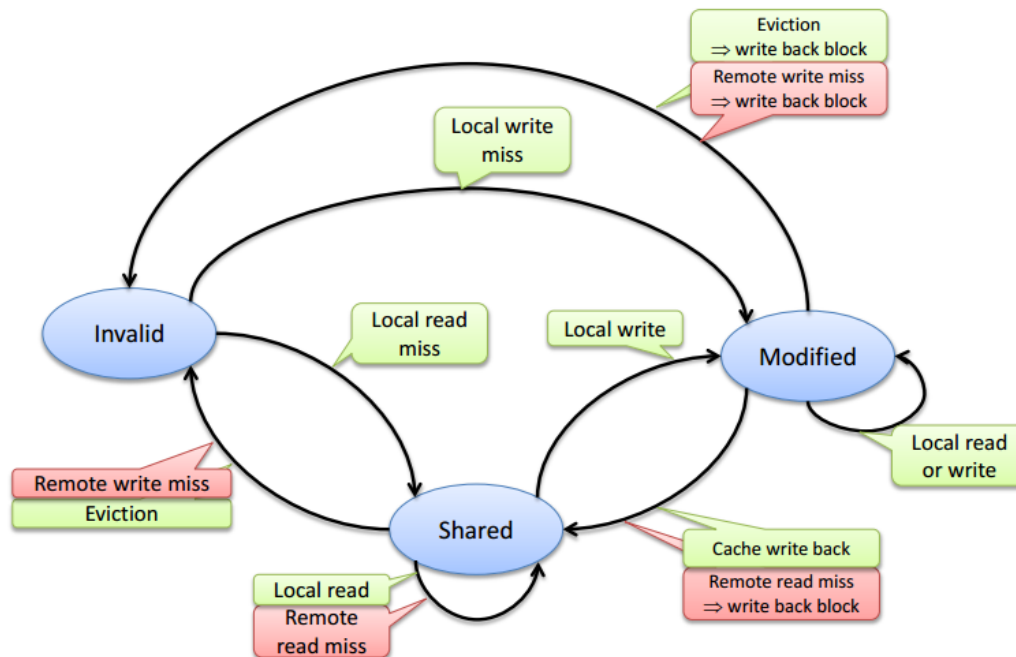 Eviction
⇒ write back block
Remote write miss
⇒ write back block
Local write
miss
Invalid
Local read
miss
Local write
Modified
Local read
or write
Remote write miss
Eviction
Shared
Cache write back
Remote read miss
⇒ write back block
Local read
Remote
read miss